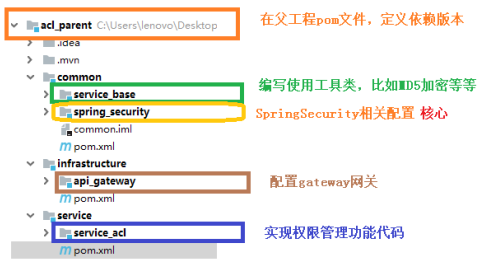 acl_parent C:\Users\lenovo\Desktop 在父工程pom文件，定义依赖版本
.idea
.mvn
common
service_base 编写使用工具类，比如MD5加密等等
spring_security SpringSecurity相关配置 核心
common.iml
pom.xml
infrastructure
api_gateway 配置gateway网关
pom.xml
service
service_acl 实现权限管理功能代码
pom.xml